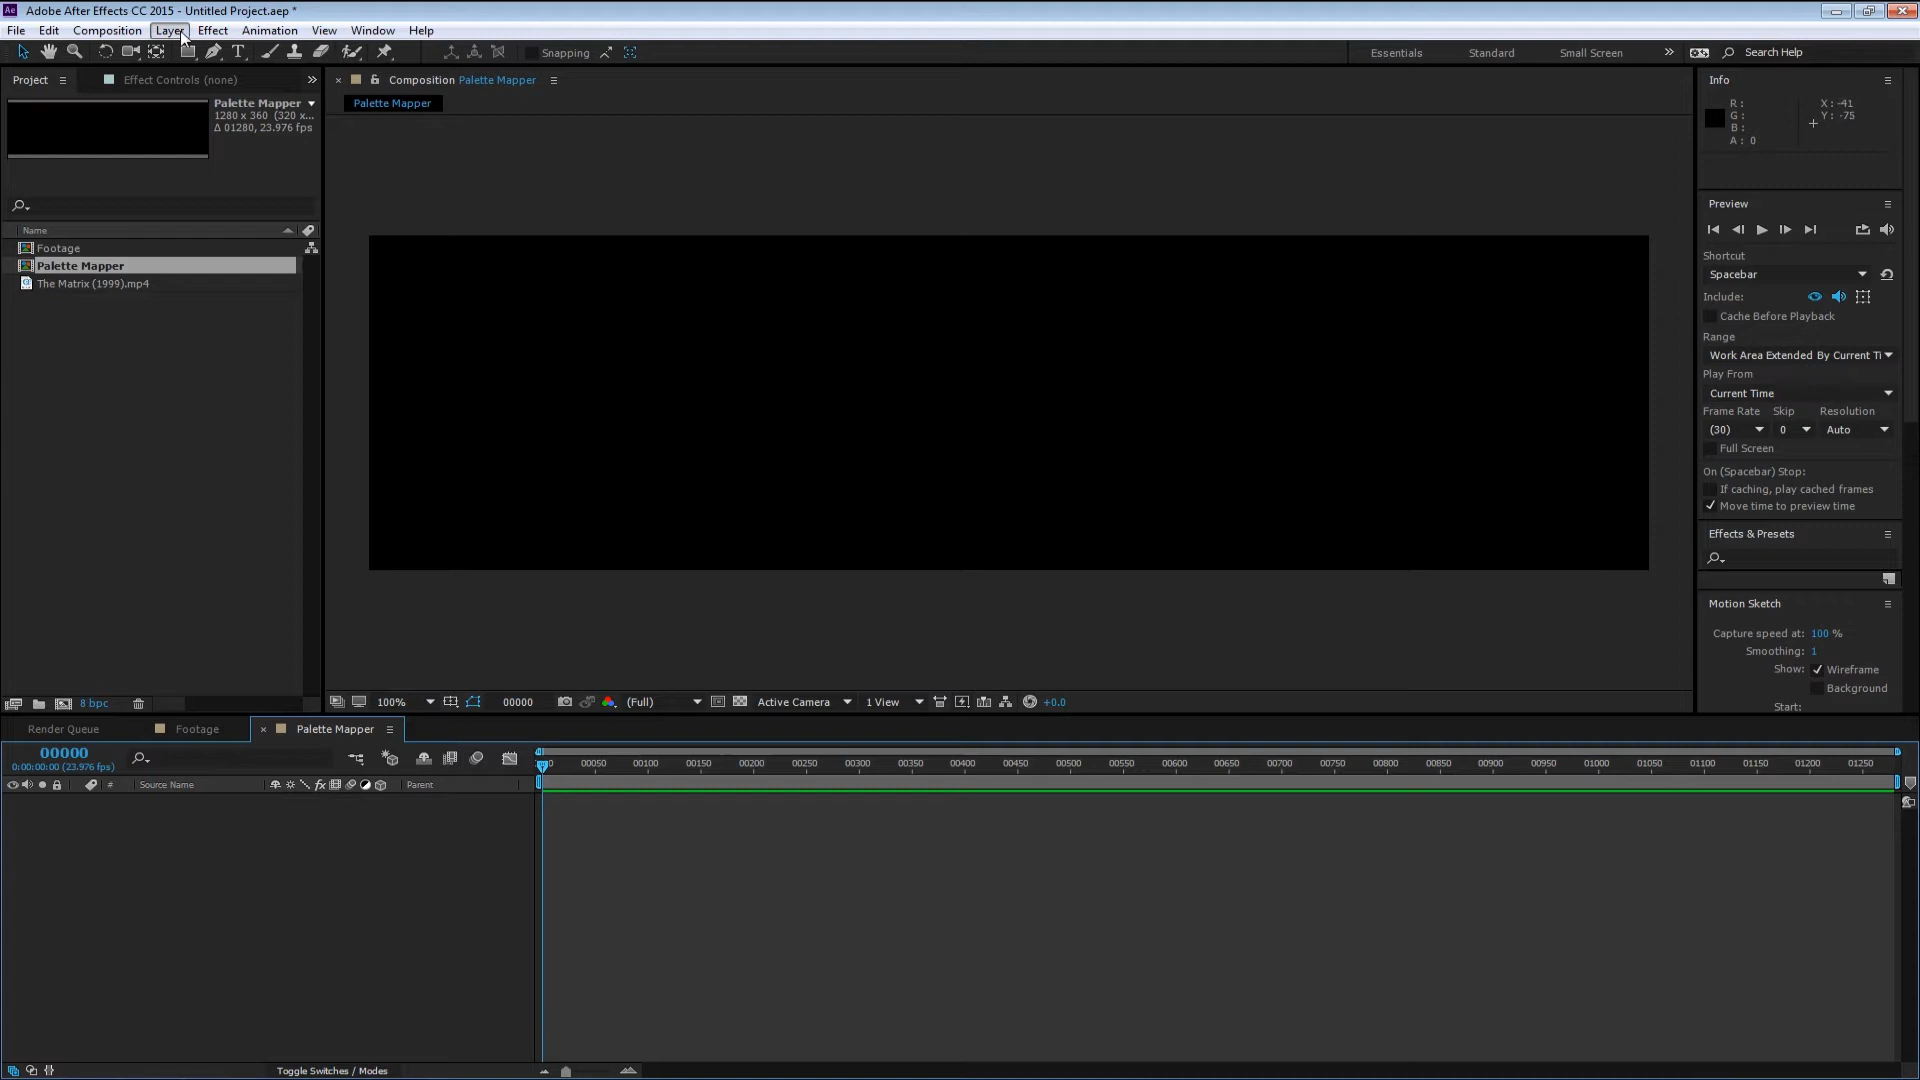 Adobe After Effects CC 2015 - Untitled Project.aep *
File Edit Composition Layer Effect Animation View Window Help
Snapping
Essentials Standard Small Screen Search Help
Project Effect Controls (none)
Palette Mapper
1280 x 360 (320 x...
Δ 01280, 23.976 fps
Name
Footage
Palette Mapper
The Matrix (1999).mp4
8 bpc
Composition Palette Mapper
Palette Mapper
100% 00000 (Full) Active Camera 1 View +0.0
Info
R :
G :
B :
A : 0
X : -41
Y : -75
Preview
Shortcut
Spacebar
Include:
Cache Before Playback
Range
Work Area Extended By Current Ti
Play From
Current Time
Frame Rate Skip Resolution
(30) 0 Auto
Full Screen
On (Spacebar) Stop:
If caching, play cached frames
Move time to preview time
Effects & Presets
Motion Sketch
Capture speed at: 100 %
Smoothing: 1
Show: Wireframe
Background
Start:
Render Queue Footage Palette Mapper
00000
0:00:00:00 (23.976 fps)
# Source Name Parent
00050 00100 00150 00200 00250 00300 00350 00400 00450 00500 00550 00600 00650 00700 00750 00800 00850 00900 00950 01000 01050 01100 01150 01200 01250
Toggle Switches / Modes